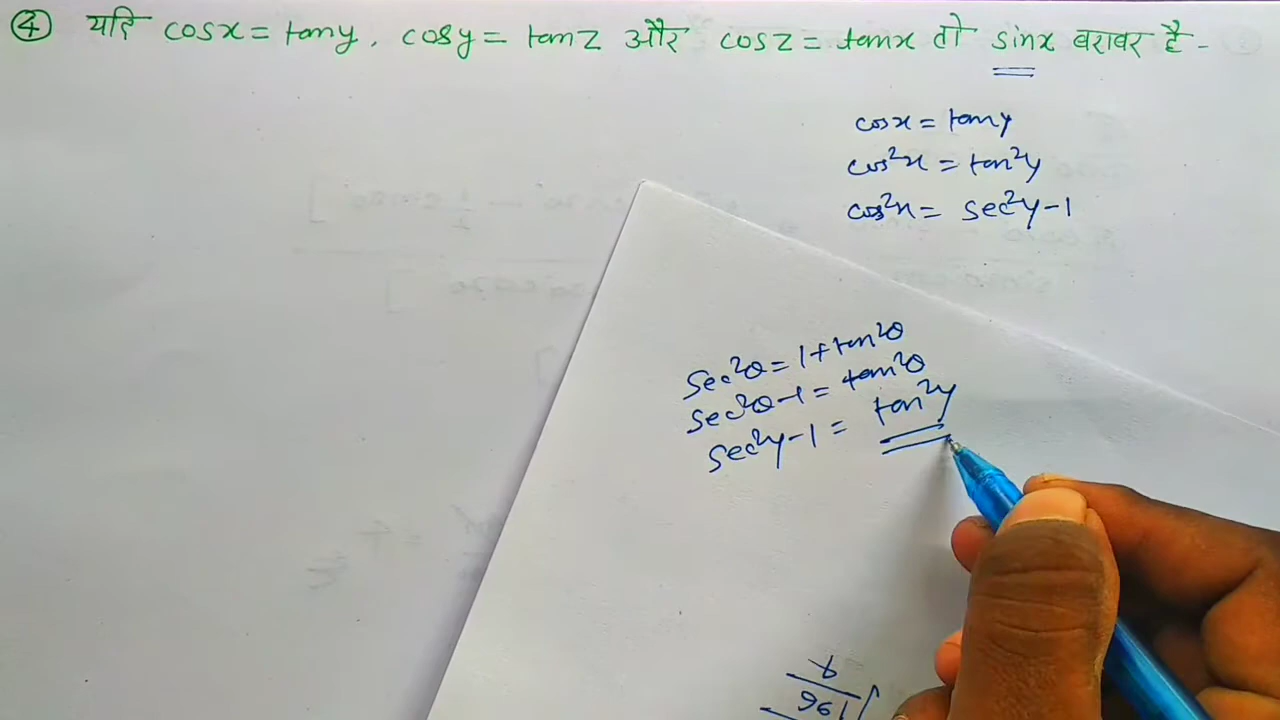 ④ यदि cosx = tany, cosy = tanz और cosz = tanx तो sinx बराबर है -
cosx = tany
cos²x = tan²y
cos²x = sec²y-1
sec²θ = 1+tan²θ
sec²θ-1 = tan²θ
sec²y-1 = tan²y
196